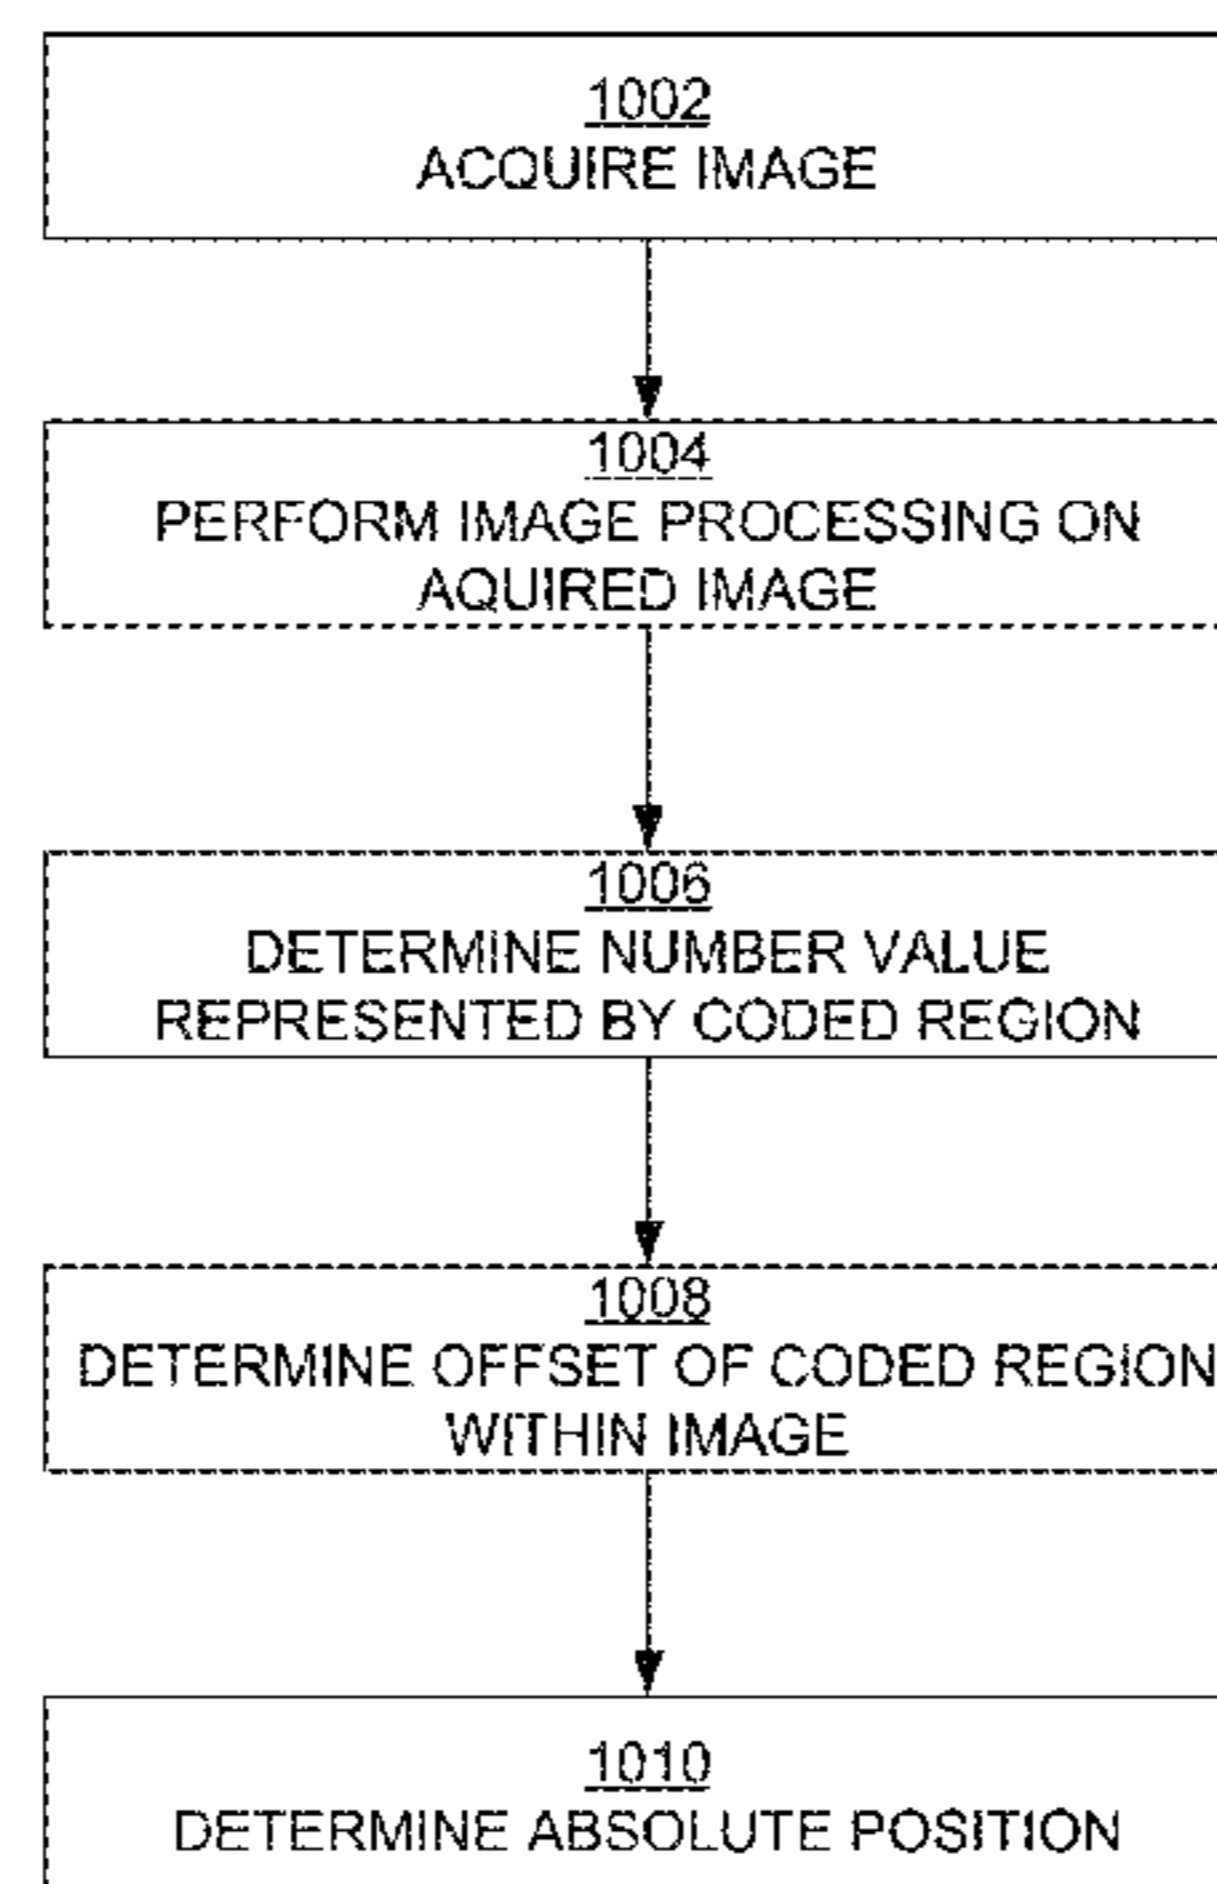 1002
ACQUIRE IMAGE
1004
PERFORM IMAGE PROCESSING ON
AQUIRED IMAGE
1006
DETERMINE NUMBER VALUE
REPRESENTED BY CODED REGION
1008
DETERMINE OFFSET OF CODED REGION
WITHIN IMAGE
1010
DETERMINE ABSOLUTE POSITION